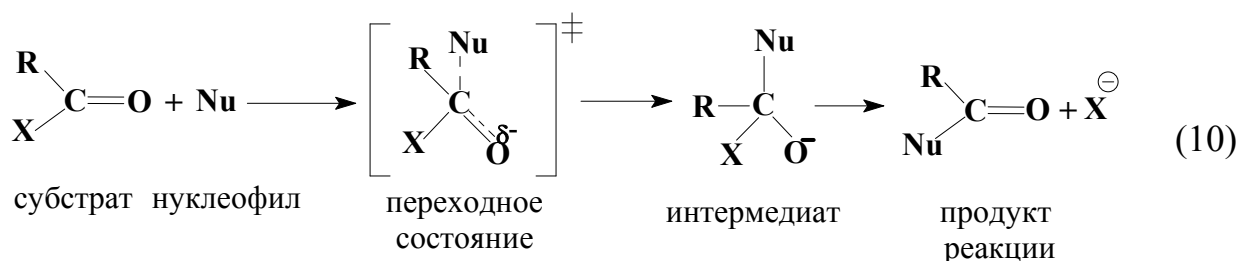 R
X
C=O + Nu
R
Nu
C
X
O
δ-
‡
Nu
R
C
X
O-
R
Nu
C=O + X ⊖
(10)
субстрат нуклеофил
переходное
состояние
интермедиат
продукт
реакции